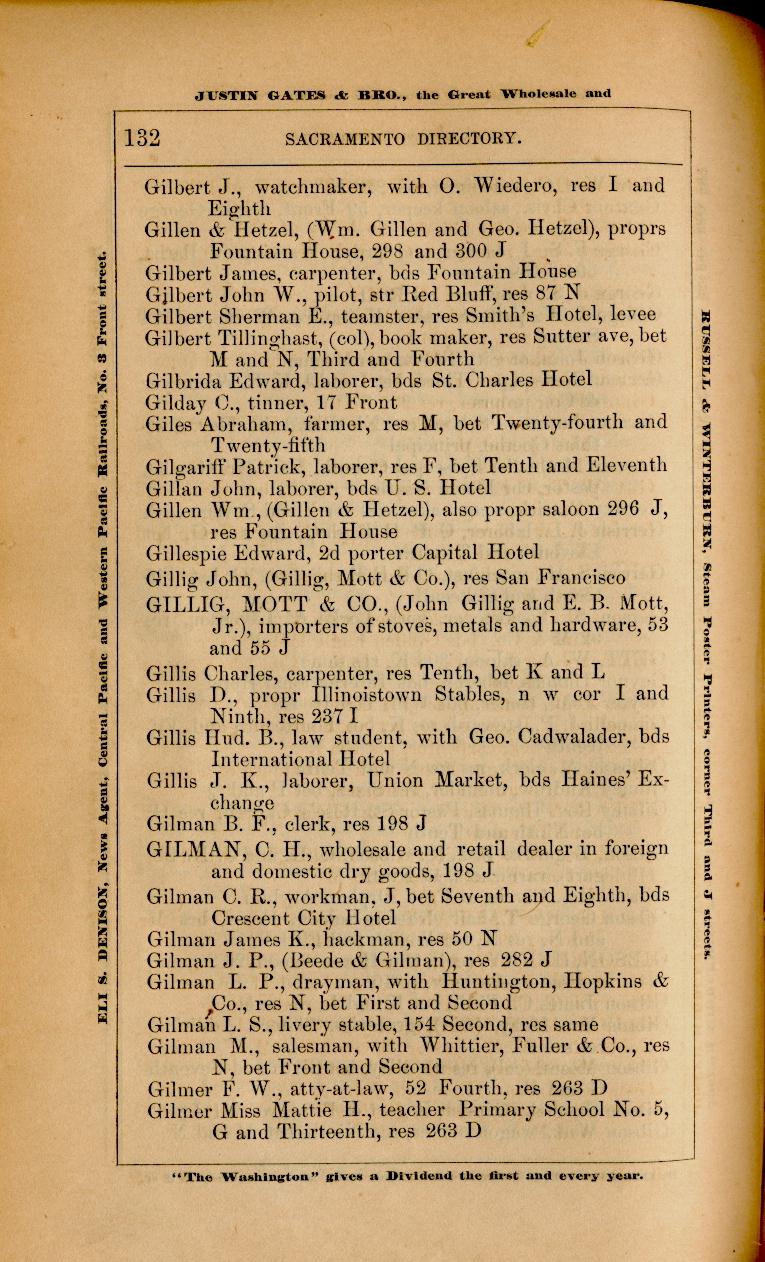 JUSTIN GATES & BRO., the Great Wholesale and
132 SACRAMENTO DIRECTORY.
Gilbert J., watchmaker, with O. Wiedero, res I and
Eighth
Gillen & Hetzel, (Wm. Gillen and Geo. Hetzel), proprs
Fountain House, 298 and 300 J
Gilbert James, carpenter, bds Fountain House
Gilbert John W., pilot, str Red Bluff, res 87 N
Gilbert Sherman E., teamster, res Smith's Hotel, levee
Gilbert Tillinghast, (col), book maker, res Sutter ave, bet
M and N, Third and Fourth
Gilbrida Edward, laborer, bds St. Charles Hotel
Gilday C., tinner, 17 Front
Giles Abraham, farmer, res M, bet Twenty-fourth and
Twenty-fifth
Gilgariff Patrick, laborer, res F, bet Tenth and Eleventh
Gillan John, laborer, bds U. S. Hotel
Gillen Wm., (Gillen & Hetzel), also propr saloon 296 J,
res Fountain House
Gillespie Edward, 2d porter Capital Hotel
Gillig John, (Gillig, Mott & Co.), res San Francisco
GILLIG, MOTT & CO., (John Gillig and E. B. Mott,
Jr.), importers of stoves, metals and hardware, 53
and 55 J
Gillis Charles, carpenter, res Tenth, bet K and L
Gillis D., propr Illinoistown Stables, n w cor I and
Ninth, res 237 I
Gillis Hud. B., law student, with Geo. Cadwalader, bds
International Hotel
Gillis J. K., laborer, Union Market, bds Haines' Ex-
change
Gilman B. F., clerk, res 198 J
GILMAN, C. H., wholesale and retail dealer in foreign
and domestic dry goods, 198 J
Gilman C. R., workman, J, bet Seventh and Eighth, bds
Crescent City Hotel
Gilman James K., hackman, res 50 N
Gilman J. P., (Beede & Gilman), res 282 J
Gilman L. P., drayman, with Huntington, Hopkins &
Co., res N, bet First and Second
Gilman L. S., livery stable, 154 Second, res same
Gilman M., salesman, with Whittier, Fuller & Co., res
N, bet Front and Second
Gilmer F. W., atty-at-law, 52 Fourth, res 263 D
Gilmer Miss Mattie H., teacher Primary School No. 5,
G and Thirteenth, res 263 D
"The Washington" gives a Dividend the first and every year.
ELI S. DENISON, News Agent, Central Pacific and Western Pacific Railroads, No. 8 Front street.
RUSSELL & WINTERBURN, Steam Poster Printers, corner Third and J streets.